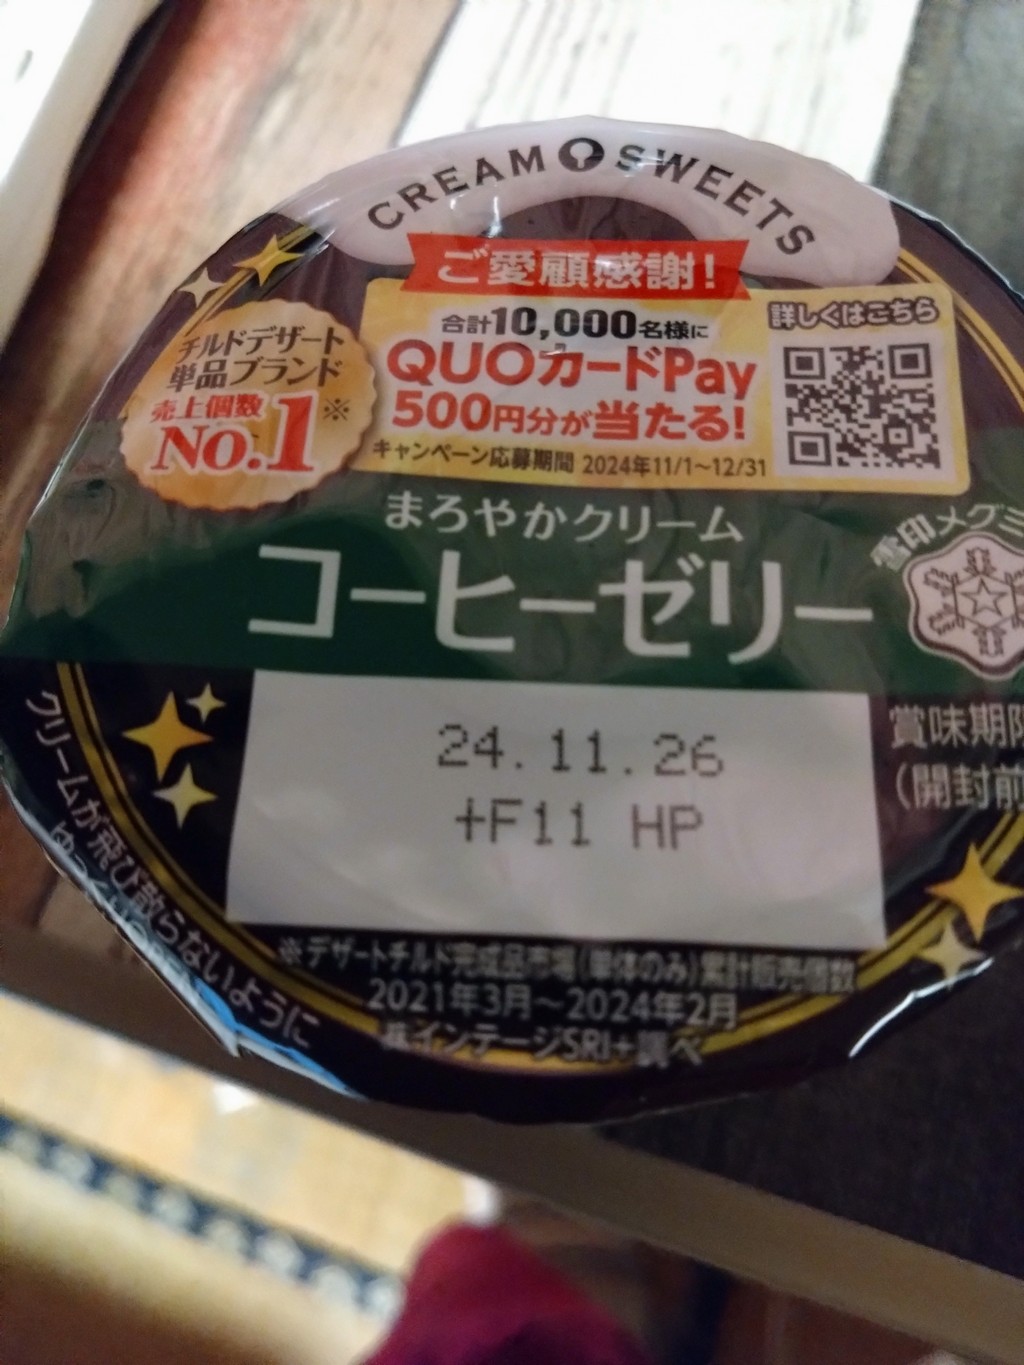 CREAM SWEETS
ご愛顧感謝!
合計10,000名様に
QUOカードPay
500円分が当たる!
キャンペーン応募期間 2024年11/1～12/31
詳しくはこちら
チルドデザート
単品ブランド
売上個数
No.1※
まろやかクリーム
コーヒーゼリー
雪印メグミ
賞味期限
(開封前
24.11.26
+F11 HP
クリームが飛び散らないように
※デザートチルド完成品市場(単体のみ)累計販売個数
2021年3月～2024年2月
インテージSRI+調べ